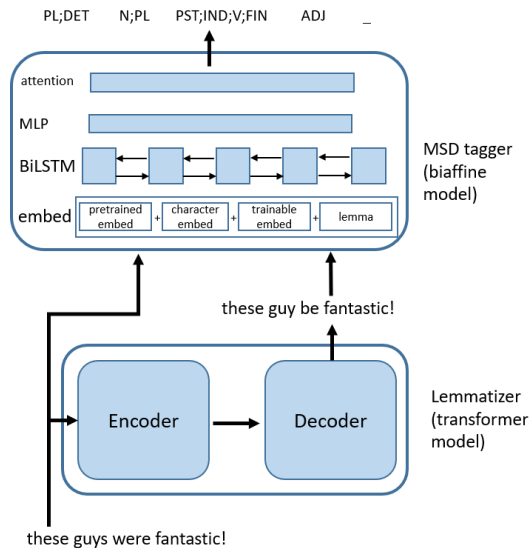 PL;DET N;PL PST;IND;V;FIN ADJ _
attention
MLP
BiLSTM
MSD tagger
(biaffine
model)
embed
pretrained
embed
+
character
embed
+
trainable
embed
+
lemma
these guy be fantastic!
Encoder
Decoder
Lemmatizer
(transformer
model)
these guys were fantastic!